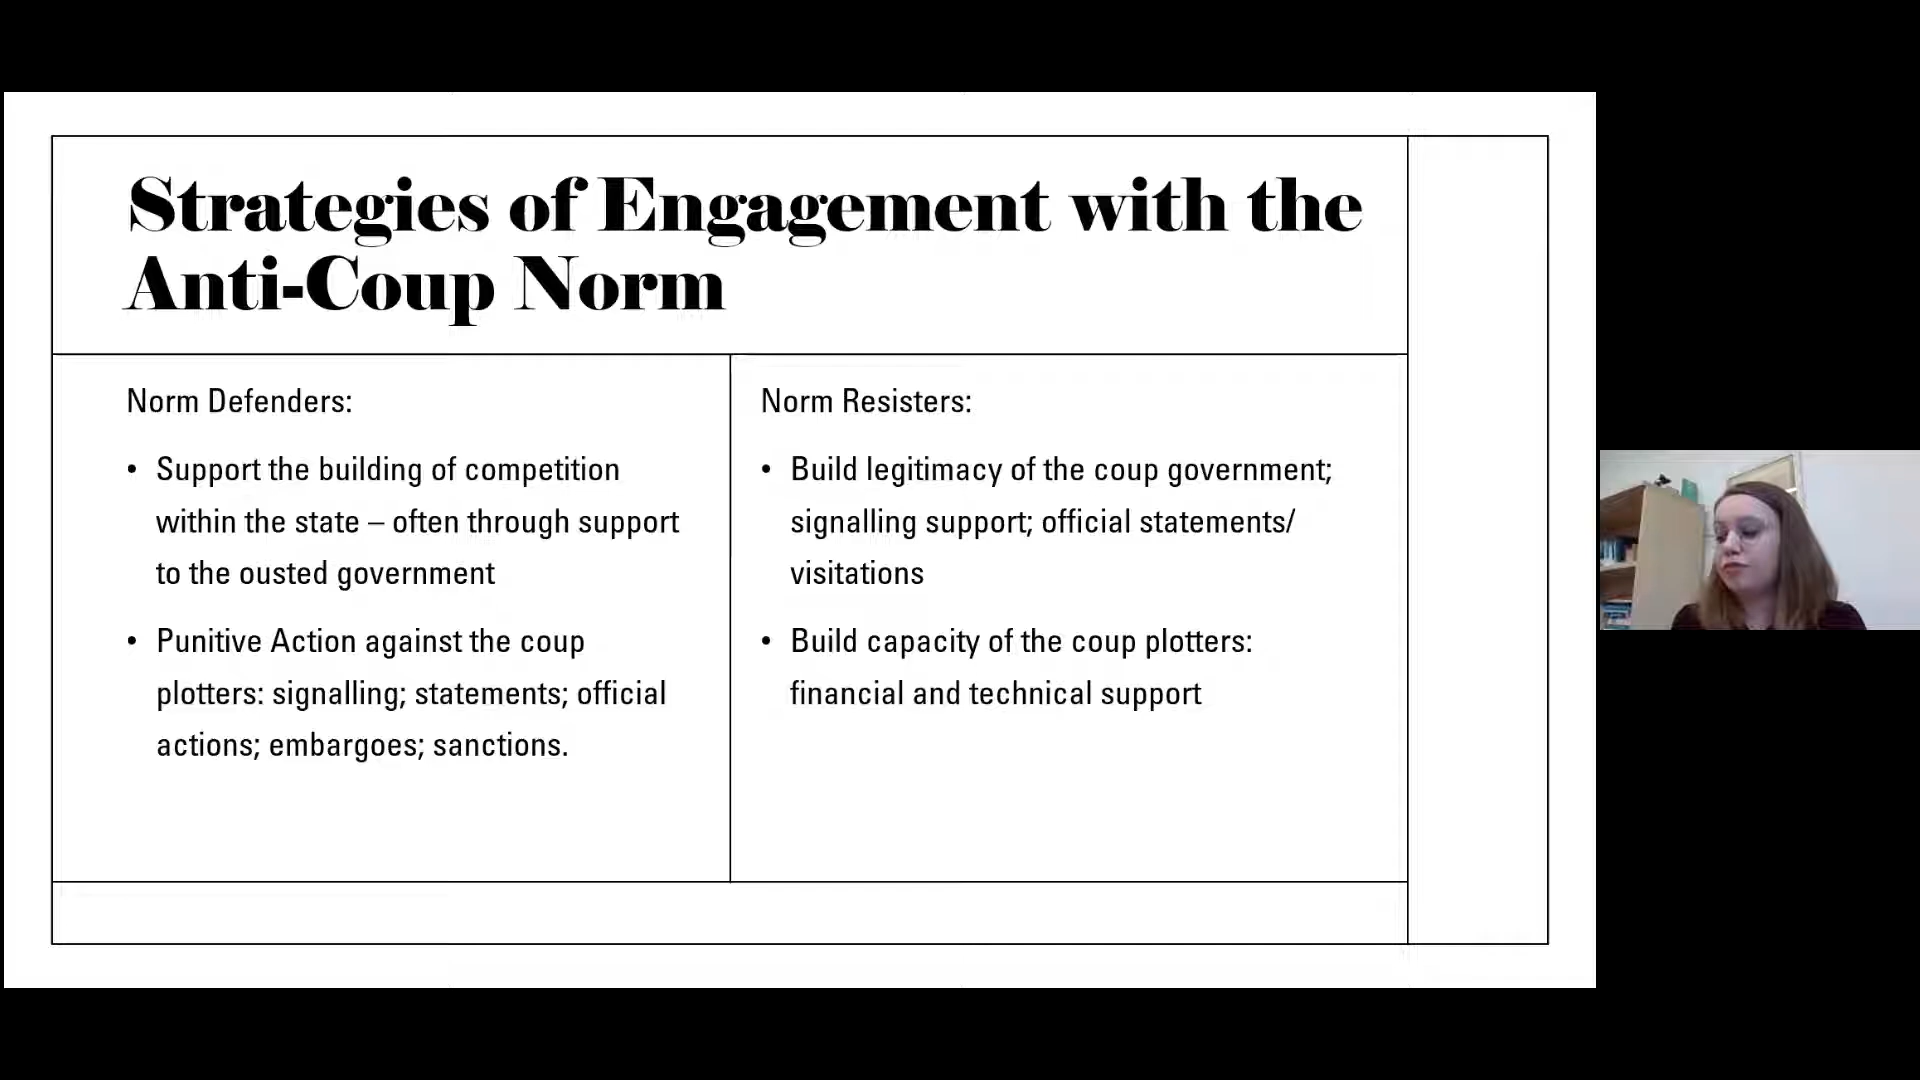 Strategies of Engagement with the
Anti-Coup Norm
Norm Defenders:
• Support the building of competition
within the state – often through support
to the ousted government
• Punitive Action against the coup
plotters: signalling; statements; official
actions; embargoes; sanctions.
Norm Resisters:
• Build legitimacy of the coup government;
signalling support; official statements/
visitations
• Build capacity of the coup plotters:
financial and technical support